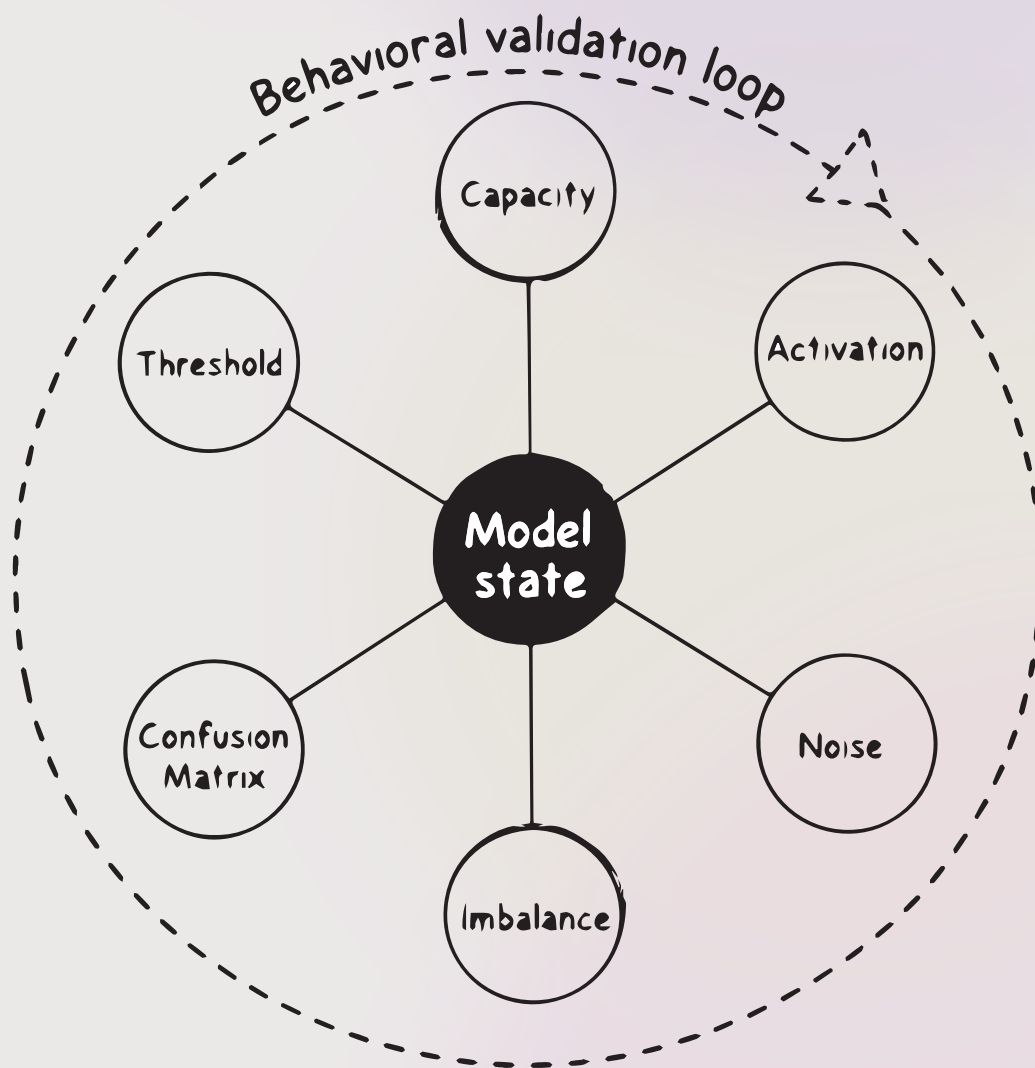 Behavioral validation loop
Capacity
Activation
Threshold
Model
state
Confusion
Matrix
Noise
Imbalance